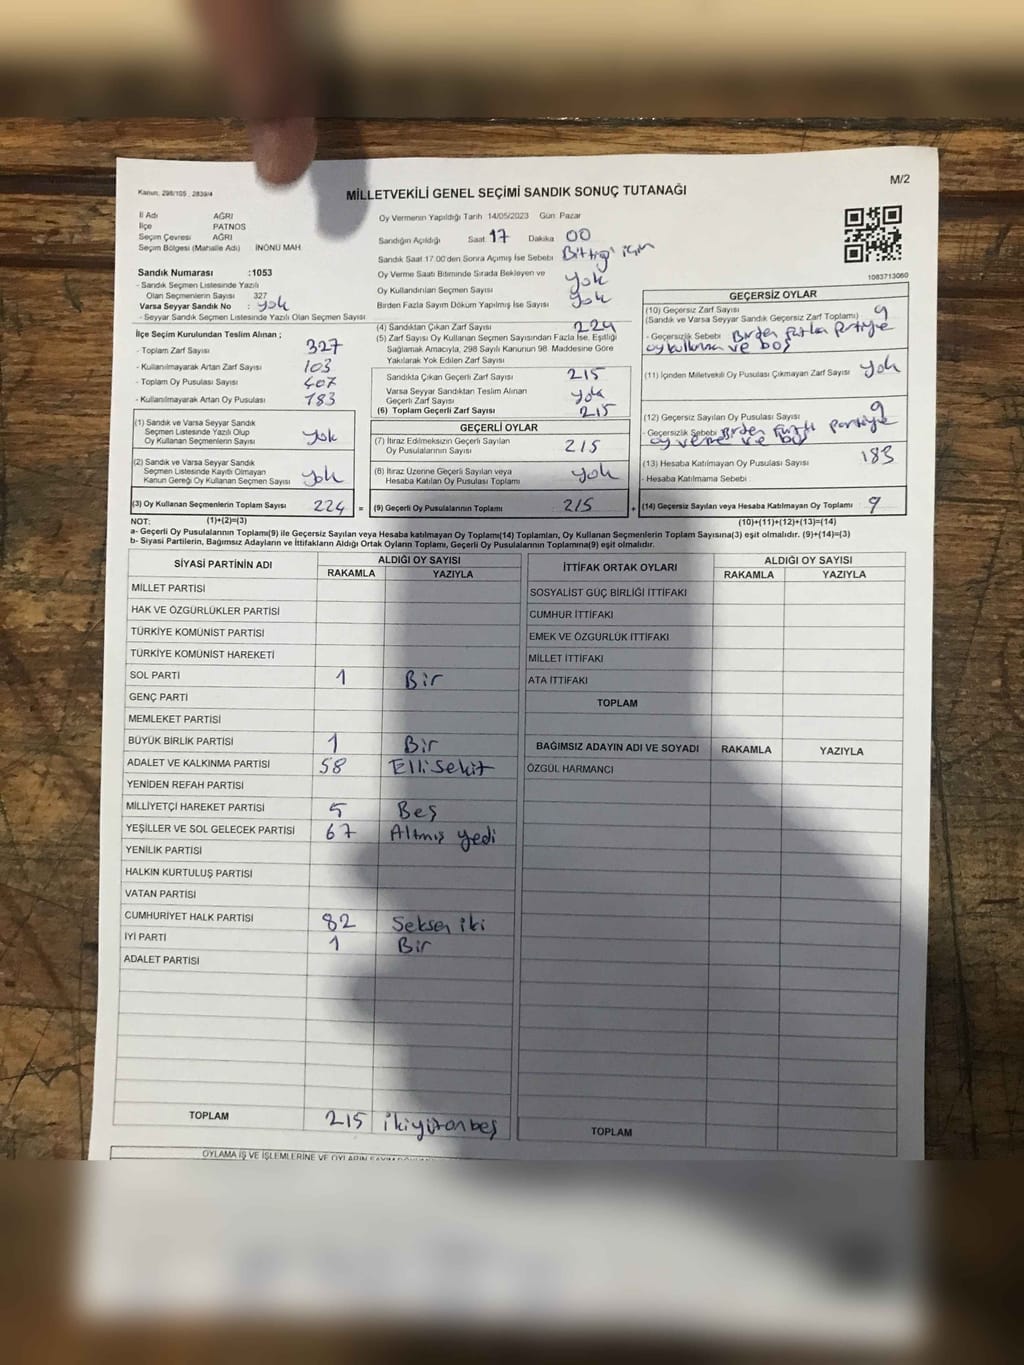 Kanun: 298/105 , 2839/4
M/2
MİLLETVEKİLİ GENEL SEÇİMİ SANDIK SONUÇ TUTANAĞI
İl Adı AĞRI
İlçe PATNOS
Seçim Çevresi AĞRI
Seçim Bölgesi (Mahalle Adı) İNÖNÜ MAH.
Sandık Numarası :1053
- Sandık Seçmen Listesinde Yazılı
Olan Seçmenlerin Sayısı 327
Varsa Seyyar Sandık No : yok
- Seyyar Sandık Seçmen Listesinde Yazılı Olan Seçmen Sayısı
Oy Vermenin Yapıldığı Tarih 14/05/2023 Gün: Pazar
Sandığın Açıldığı Saat 17 Dakika 00
Sandık Saat 17:00'den Sonra Açımış İse Sebebi Bittiği için
Oy Verme Saati Bitiminde Sırada Bekleyen ve
Oy Kullandırılan Seçmen Sayısı yok
Birden Fazla Sayım Döküm Yapılmış İse Sayısı yok
1083713060
İlçe Seçim Kurulundan Teslim Alınan ;
- Toplam Zarf Sayısı 327
- Kullanılmayarak Artan Zarf Sayısı 103
- Toplam Oy Pusulası Sayısı 407
- Kullanılmayarak Artan Oy Pusulası 183
(1) Sandık ve Varsa Seyyar Sandık
Seçmen Listesinde Yazılı Olup
Oy Kullanan Seçmenlerin Sayısı yok
(2) Sandık ve Varsa Seyyar Sandık
Seçmen Listesinde Kayıtlı Olmayan
Kanun Gereği Oy Kullanan Seçmen Sayısı yok
(3) Oy Kullanan Seçmenlerin Toplam Sayısı 224 =
(4) Sandıktan Çıkan Zarf Sayısı 224
(5) Zarf Sayısı Oy Kullanan Seçmen Sayısından Fazla İse, Eşitliği
Sağlamak Amacıyla, 298 Sayılı Kanunun 98. Maddesine Göre
Yakılarak Yok Edilen Zarf Sayısı
Sandıkta Çıkan Geçerli Zarf Sayısı 215
Varsa Seyyar Sandıktan Teslim Alınan
Geçerli Zarf Sayısı yok
(6) Toplam Geçerli Zarf Sayısı 215
GEÇERLİ OYLAR
(7) İtiraz Edilmeksizin Geçerli Sayılan
Oy Pusulalarının Sayısı 215
(8) İtiraz Üzerine Geçerli Sayılan veya
Hesaba Katılan Oy Pusulası Toplamı yok
(9) Geçerli Oy Pusulalarının Toplamı 215 +
GEÇERSİZ OYLAR
(10) Geçersiz Zarf Sayısı 9
(Sandık ve Varsa Seyyar Sandık Geçersiz Zarf Toplamı)
- Geçersizlik Sebebi Birden fazla partiye
oy kullanma ve boş
(11) İçinden Milletvekili Oy Pusulası Çıkmayan Zarf Sayısı yok
(12) Geçersiz Sayılan Oy Pusulası Sayısı 9
- Geçersizlik Sebebi Birden fazla partiye
oy verme ve boş
(13) Hesaba Katılmayan Oy Pusulası Sayısı 183
- Hesaba Katılmama Sebebi :
(14) Geçersiz Sayılan veya Hesaba Katılmayan Oy Toplamı 9
NOT: (1)+(2)=(3) (10)+(11)+(12)+(13)=(14)
a- Geçerli Oy Pusulalarının Toplamı(9) ile Geçersiz Sayılan veya Hesaba Katılmayan Oy Toplamı(14) Toplamları, Oy Kullanan Seçmenlerin Toplam Sayısına(3) eşit olmalıdır. (9)+(14)=(3)
b- Siyasi Partilerin, Bağımsız Adayların ve İttifakların Aldığı Ortak Oyların Toplamı, Geçerli Oy Pusulalarının Toplamına(9) eşit olmalıdır.
SİYASİ PARTİNİN ADI ALDIĞI OY SAYISI
RAKAMLA YAZIYLA
MİLLET PARTİSİ
HAK VE ÖZGÜRLÜKLER PARTİSİ
TÜRKİYE KOMÜNİST PARTİSİ
TÜRKİYE KOMÜNİST HAREKETİ
SOL PARTİ 1 Bir
GENÇ PARTİ
MEMLEKET PARTİSİ
BÜYÜK BİRLİK PARTİSİ 1 Bir
ADALET VE KALKINMA PARTİSİ 58 Elli Sekiz
YENİDEN REFAH PARTİSİ
MİLLİYETÇİ HAREKET PARTİSİ 5 Beş
YEŞİLLER VE SOL GELECEK PARTİSİ 67 Altmış yedi
YENİLİK PARTİSİ
HALKIN KURTULUŞ PARTİSİ
VATAN PARTİSİ
CUMHURİYET HALK PARTİSİ 82 Seksen iki
İYİ PARTİ 1 Bir
ADALET PARTİSİ
TOPLAM 215 ikiyüzonbeş
İTTİFAK ORTAK OYLARI ALDIĞI OY SAYISI
RAKAMLA YAZIYLA
SOSYALİST GÜÇ BİRLİĞİ İTTİFAKI
CUMHUR İTTİFAKI
EMEK VE ÖZGÜRLÜK İTTİFAKI
MİLLET İTTİFAKI
ATA İTTİFAKI
TOPLAM
BAĞIMSIZ ADAYIN ADI VE SOYADI RAKAMLA YAZIYLA
ÖZGÜL HARMANCI
TOPLAM
OYLAMA İŞ VE İŞLEMLERİNE VE OYLARIN